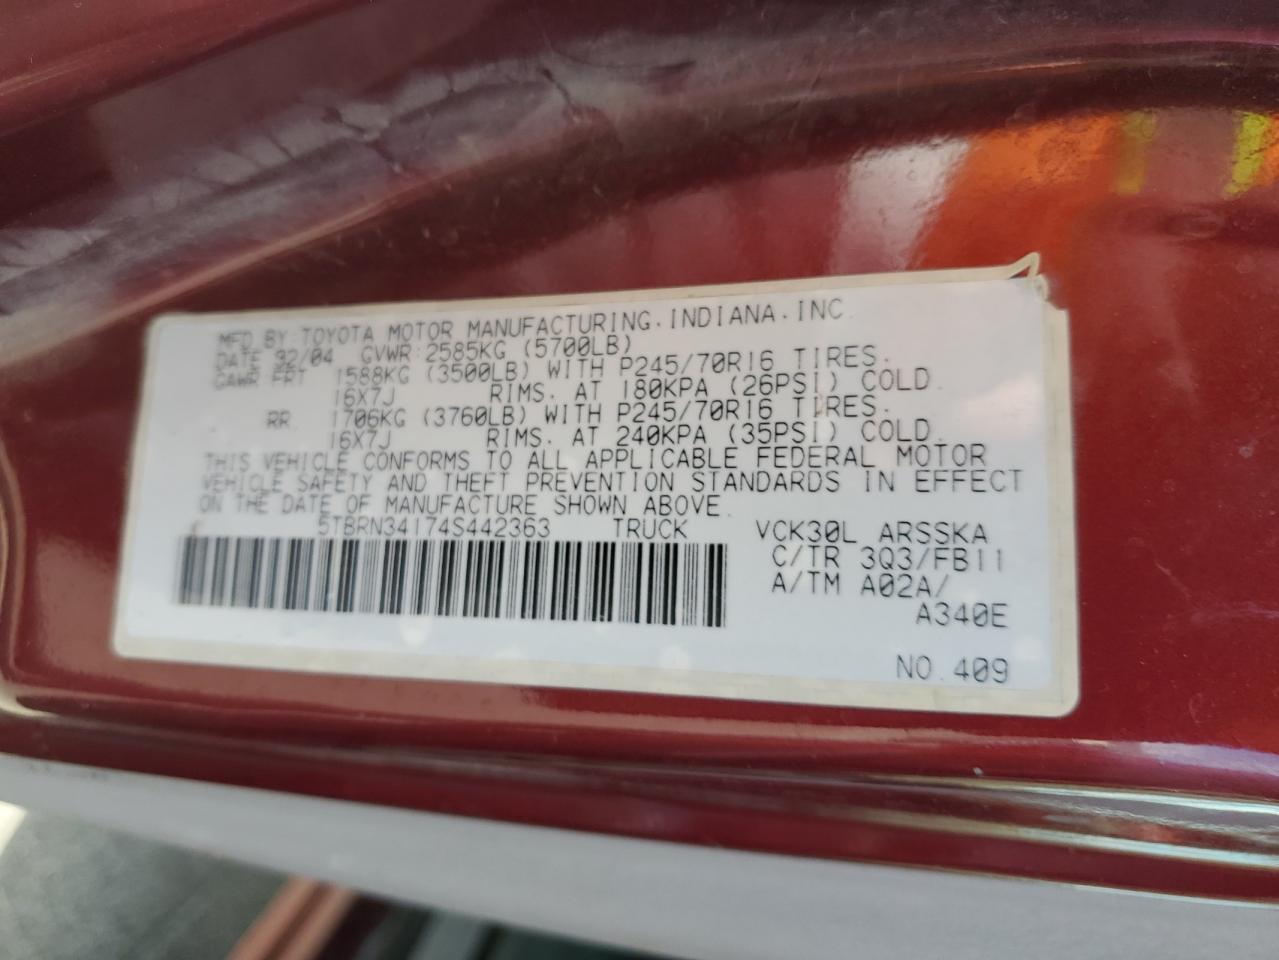 MFD.BY:TOYOTA MOTOR MANUFACTURING.INDIANA.INC.
DATE 02/04 GVWR:2585KG (5700LB)
GAWR FRT 1588KG (3500LB) WITH P245/70R16 TIRES.
16X7J RIMS. AT 180KPA (26PSI) COLD.
RR. 1706KG (3760LB) WITH P245/70R16 TIRES.
16X7J RIMS. AT 240KPA (35PSI) COLD.
THIS VEHICLE CONFORMS TO ALL APPLICABLE FEDERAL MOTOR
VEHICLE SAFETY AND THEFT PREVENTION STANDARDS IN EFFECT
ON THE DATE OF MANUFACTURE SHOWN ABOVE.
5TBRN34174S442363 TRUCK VCK30L ARSSKA
C/TR 3Q3/FB11
A/TM A02A/
A340E
NO.409